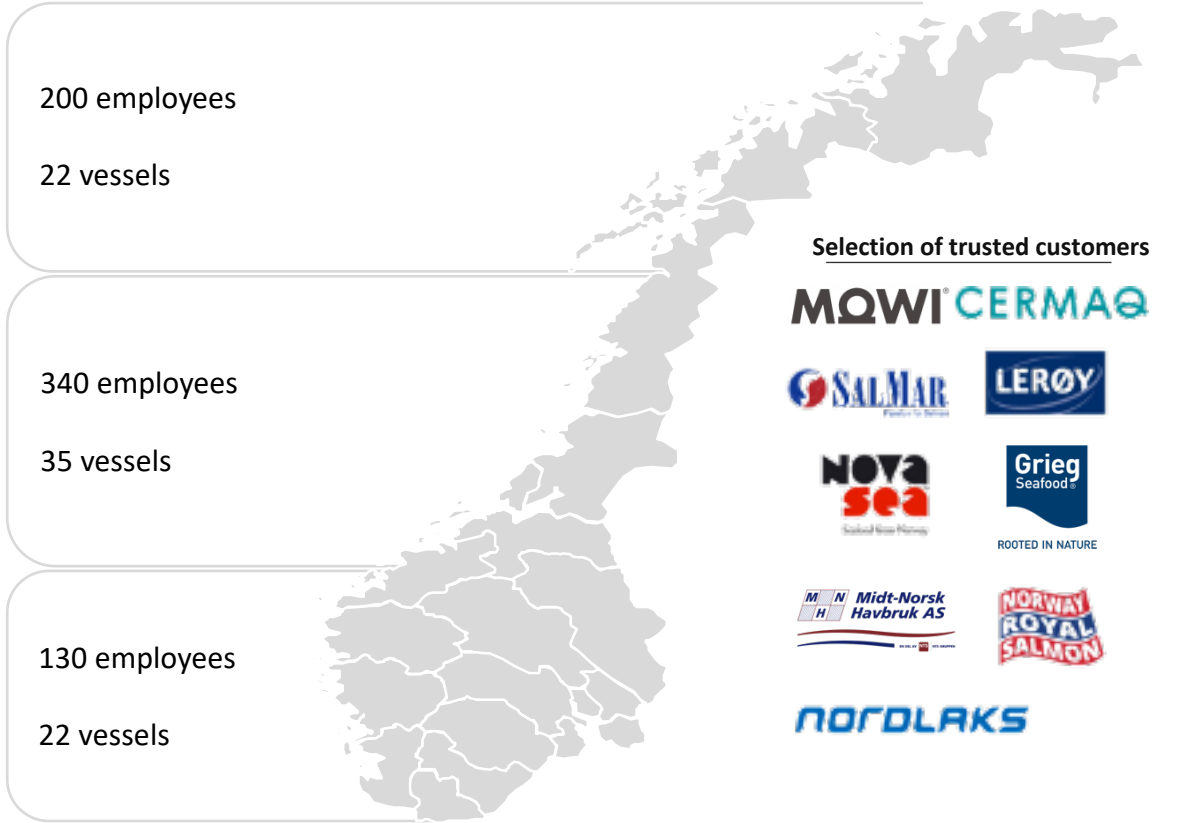 200 employees
22 vessels
340 employees
35 vessels
130 employees
22 vessels
Selection of trusted customers
MOWI®
CERMAQ
SALMAR
LERØY
NOVA
sea
Grieg
Seafood®
ROOTED IN NATURE
M N
H
Midt-Norsk
Havbruk AS
NORWAY
ROYAL
SALMON
NORDLAKS